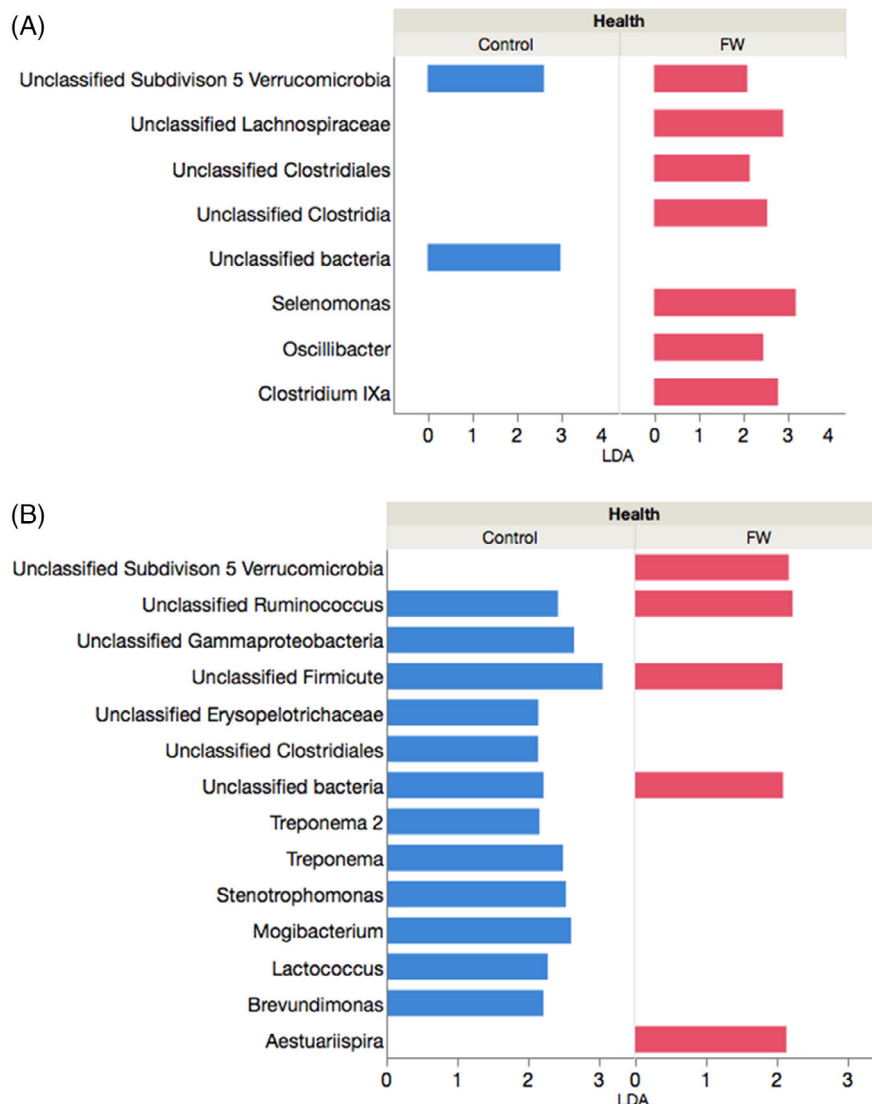 (A)
Health
Control FW
Unclassified Subdivison 5 Verrucomicrobia
Unclassified Lachnospiraceae
Unclassified Clostridiales
Unclassified Clostridia
Unclassified bacteria
Selenomonas
Oscillibacter
Clostridium IXa
0 1 2 3 4 0 1 2 3 4
LDA
(B)
Health
Control FW
Unclassified Subdivison 5 Verrucomicrobia
Unclassified Ruminococcus
Unclassified Gammaproteobacteria
Unclassified Firmicute
Unclassified Erysopelotrichaceae
Unclassified Clostridiales
Unclassified bacteria
Treponema 2
Treponema
Stenotrophomonas
Mogibacterium
Lactococcus
Brevundimonas
Aestuariispira
0 1 2 3 0 1 2 3
LDA